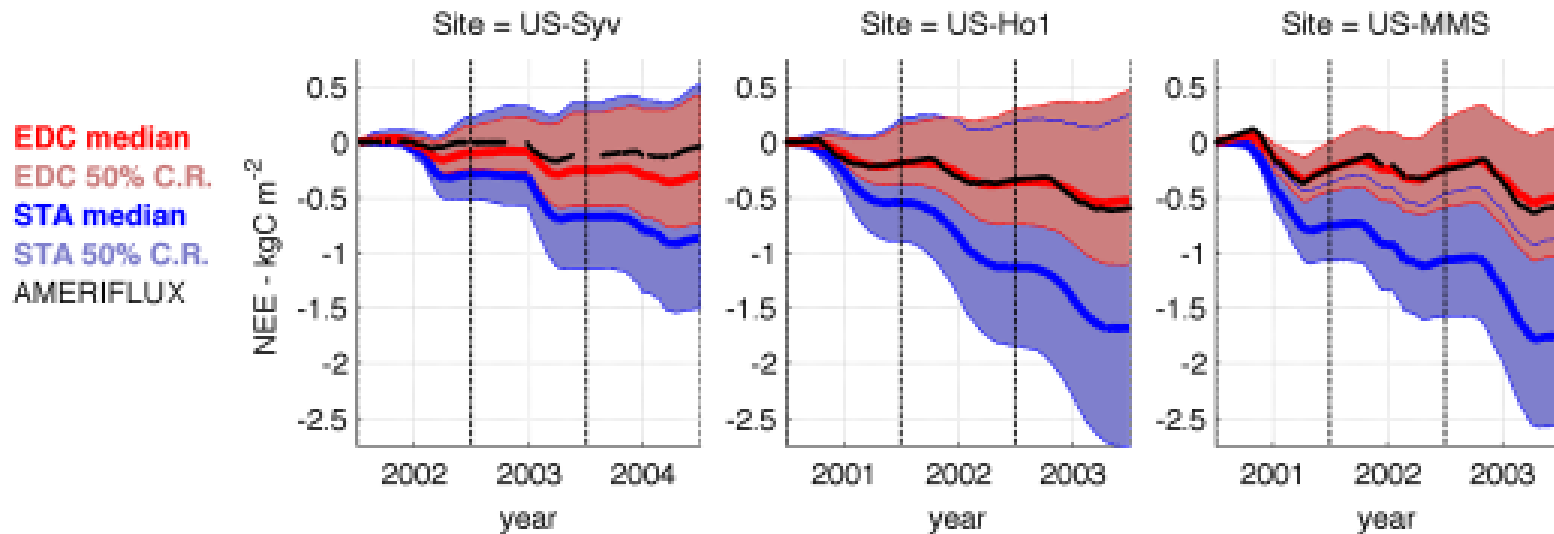 Site = US-Syv
Site = US-Ho1
Site = US-MMS
EDC median
EDC 50% C.R.
STA median
STA 50% C.R.
AMERIFLUX
NEE - kgC m-2
0.5
0
-0.5
-1
-1.5
-2
-2.5
0.5
0
-0.5
-1
-1.5
-2
-2.5
0.5
0
-0.5
-1
-1.5
-2
-2.5
2002 2003 2004
2001 2002 2003
2001 2002 2003
year
year
year